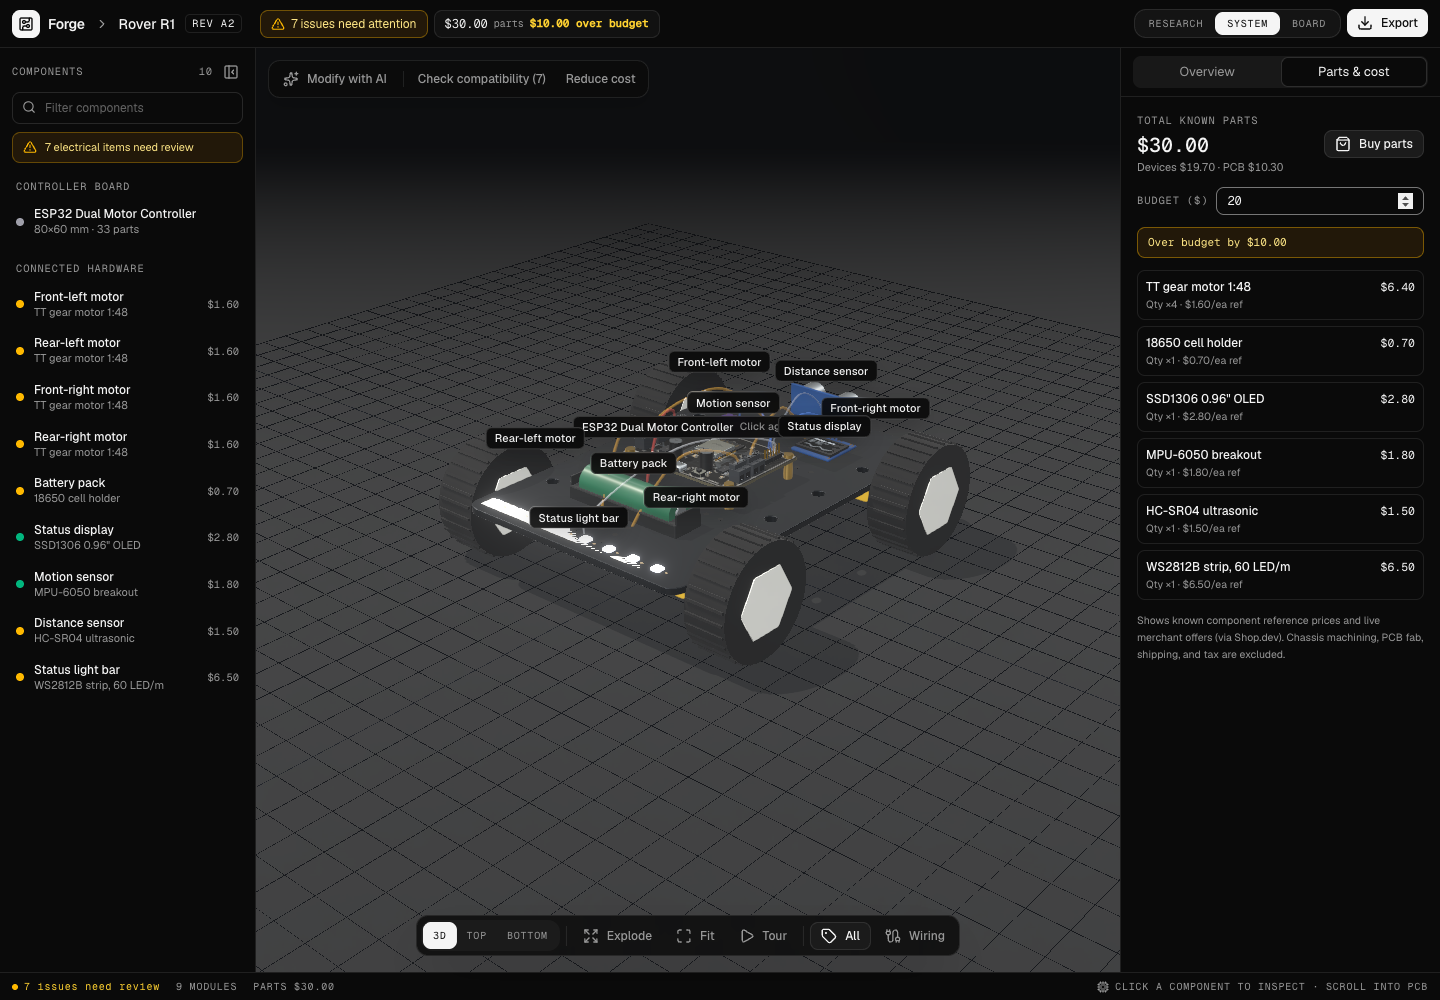 Forge
Rover R1
REV A2
7 issues need attention
$30.00 parts $10.00 over budget
RESEARCH
SYSTEM
BOARD
Export
COMPONENTS
10
Filter components
7 electrical items need review
CONTROLLER BOARD
ESP32 Dual Motor Controller
80×60 mm · 33 parts
CONNECTED HARDWARE
Front-left motor
TT gear motor 1:48
$1.60
Rear-left motor
TT gear motor 1:48
$1.60
Front-right motor
TT gear motor 1:48
$1.60
Rear-right motor
TT gear motor 1:48
$1.60
Battery pack
18650 cell holder
$0.70
Status display
SSD1306 0.96" OLED
$2.80
Motion sensor
MPU-6050 breakout
$1.80
Distance sensor
HC-SR04 ultrasonic
$1.50
Status light bar
WS2812B strip, 60 LED/m
$6.50
Modify with AI
Check compatibility (7)
Reduce cost
Front-left motor
Distance sensor
Motion sensor
Front-right motor
ESP32 Dual Motor Controller Click
Status display
Rear-left motor
Battery pack
Rear-right motor
Status light bar
3D
TOP
BOTTOM
Explode
Fit
Tour
All
Wiring
Overview
Parts & cost
TOTAL KNOWN PARTS
$30.00
Devices $19.70 · PCB $10.30
Buy parts
BUDGET ($)
20
Over budget by $10.00
TT gear motor 1:48
$6.40
Qty ×4 · $1.60/ea ref
18650 cell holder
$0.70
Qty ×1 · $0.70/ea ref
SSD1306 0.96" OLED
$2.80
Qty ×1 · $2.80/ea ref
MPU-6050 breakout
$1.80
Qty ×1 · $1.80/ea ref
HC-SR04 ultrasonic
$1.50
Qty ×1 · $1.50/ea ref
WS2812B strip, 60 LED/m
$6.50
Qty ×1 · $6.50/ea ref
Shows known component reference prices and live
merchant offers (via Shop.dev). Chassis machining, PCB fab,
shipping, and tax are excluded.
7 issues need review
9 MODULES
PARTS $30.00
CLICK A COMPONENT TO INSPECT · SCROLL INTO PCB